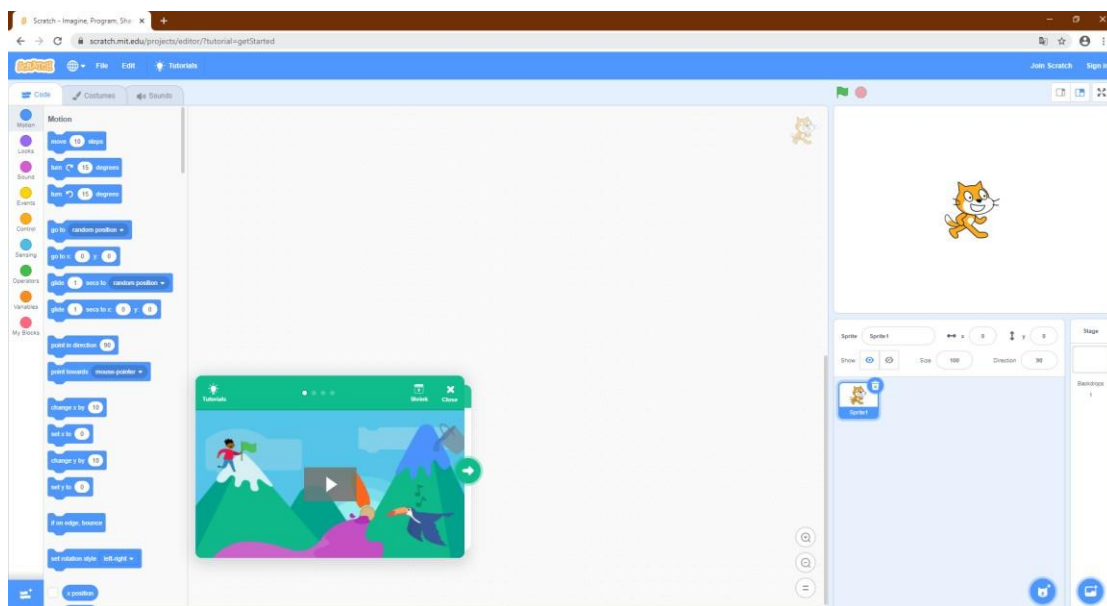 Scratch - Imagine, Program, Sha
scratch.mit.edu/projects/editor/?tutorial=getStarted
SCRATCH File Edit Tutorials Join Scratch Sign in
Code Costumes Sounds
Motion
Looks
Sound
Events
Control
Sensing
Operators
Variables
My Blocks
Motion
move 10 steps
turn 15 degrees
turn 15 degrees
go to random position
go to x: 0 y: 0
glide 1 secs to random position
glide 1 secs to x: 0 y: 0
point in direction 90
point towards mouse-pointer
change x by 10
set x to 0
change y by 10
set y to 0
if on edge, bounce
set rotation style left-right
x position
Tutorials Shrink Close
Sprite Sprite1 x 0 y 0
Show Size 100 Direction 90
Sprite1
Stage
Backdrops
1